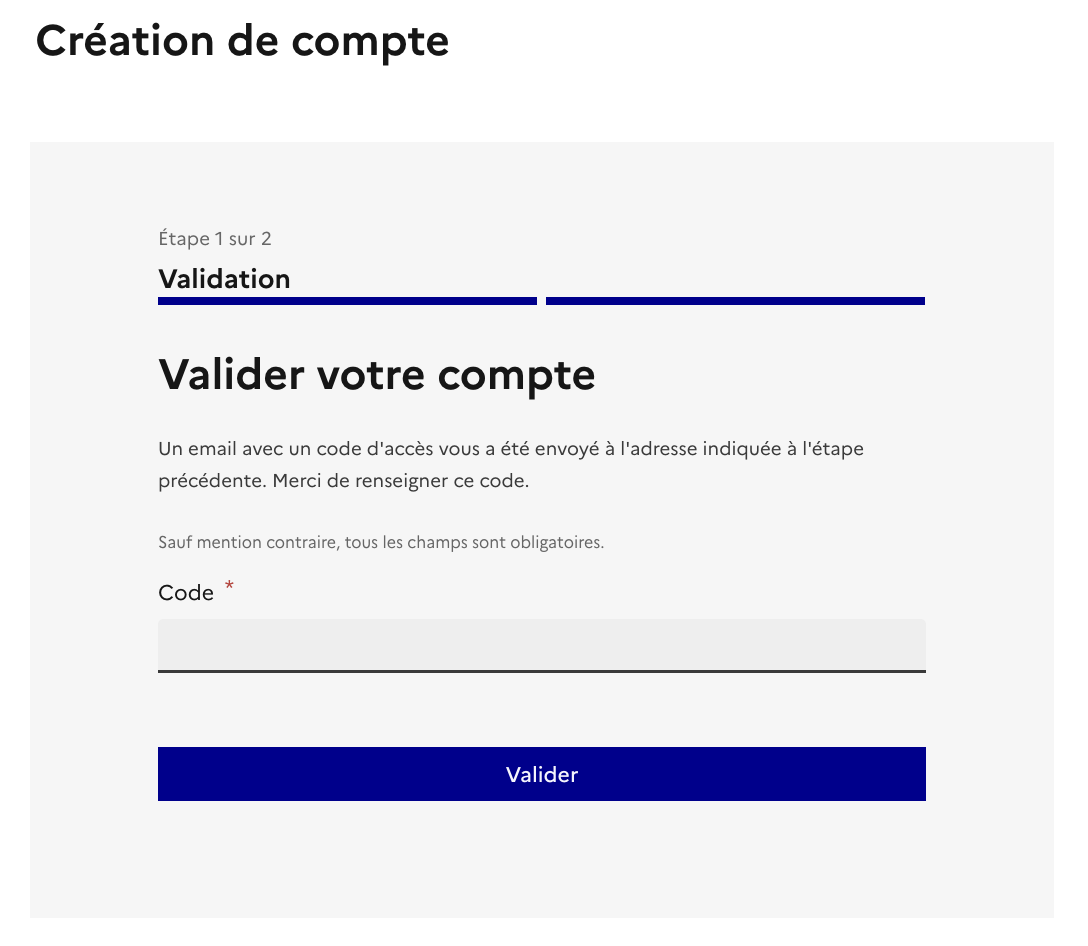 Création de compte
Étape 1 sur 2
Validation
Valider votre compte
Un email avec un code d'accès vous a été envoyé à l'adresse indiquée à l'étape
précédente. Merci de renseigner ce code.
Sauf mention contraire, tous les champs sont obligatoires.
Code *
Valider